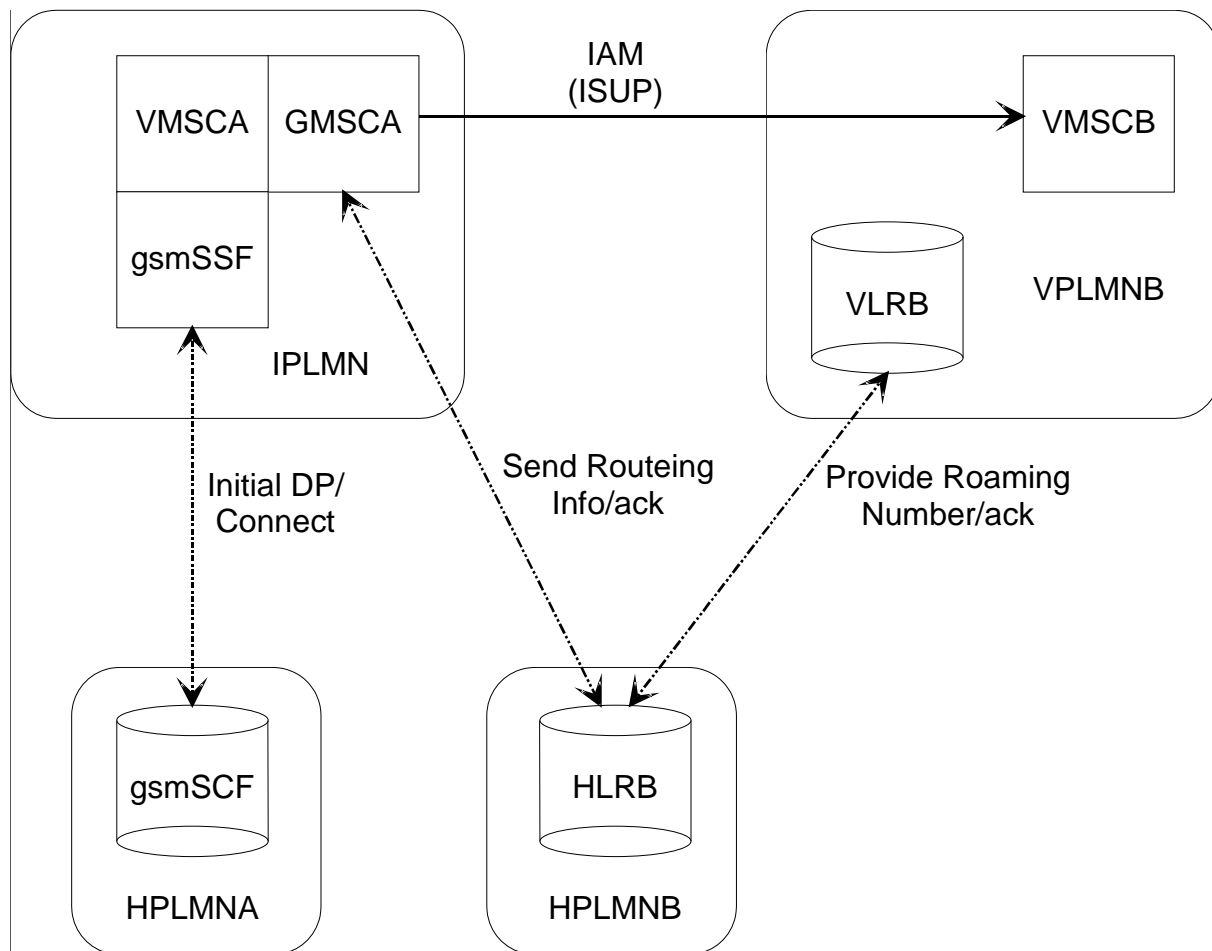 IAM
(ISUP)
VMSCA
GMSCA
VMSCB
gsmSSF
VLRB
VPLMNB
IPLMN
Initial DP/
Connect
Send Routeing
Info/ack
Provide Roaming
Number/ack
gsmSCF
HLRB
HPLMNA
HPLMNB